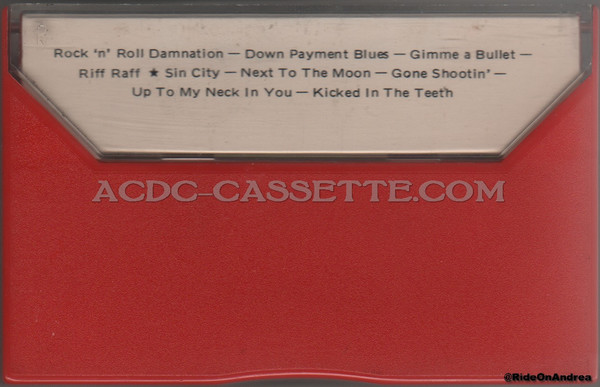 Rock ‘n’ Roll Damnation — Down Payment Blues — Gimme a Bullet —
Riff Raff ★ Sin City — Next To The Moon — Gone Shootin’ —
Up To My Neck In You — Kicked In The Teeth
ACDC-CASSETTE.COM
©RideOnAndrea